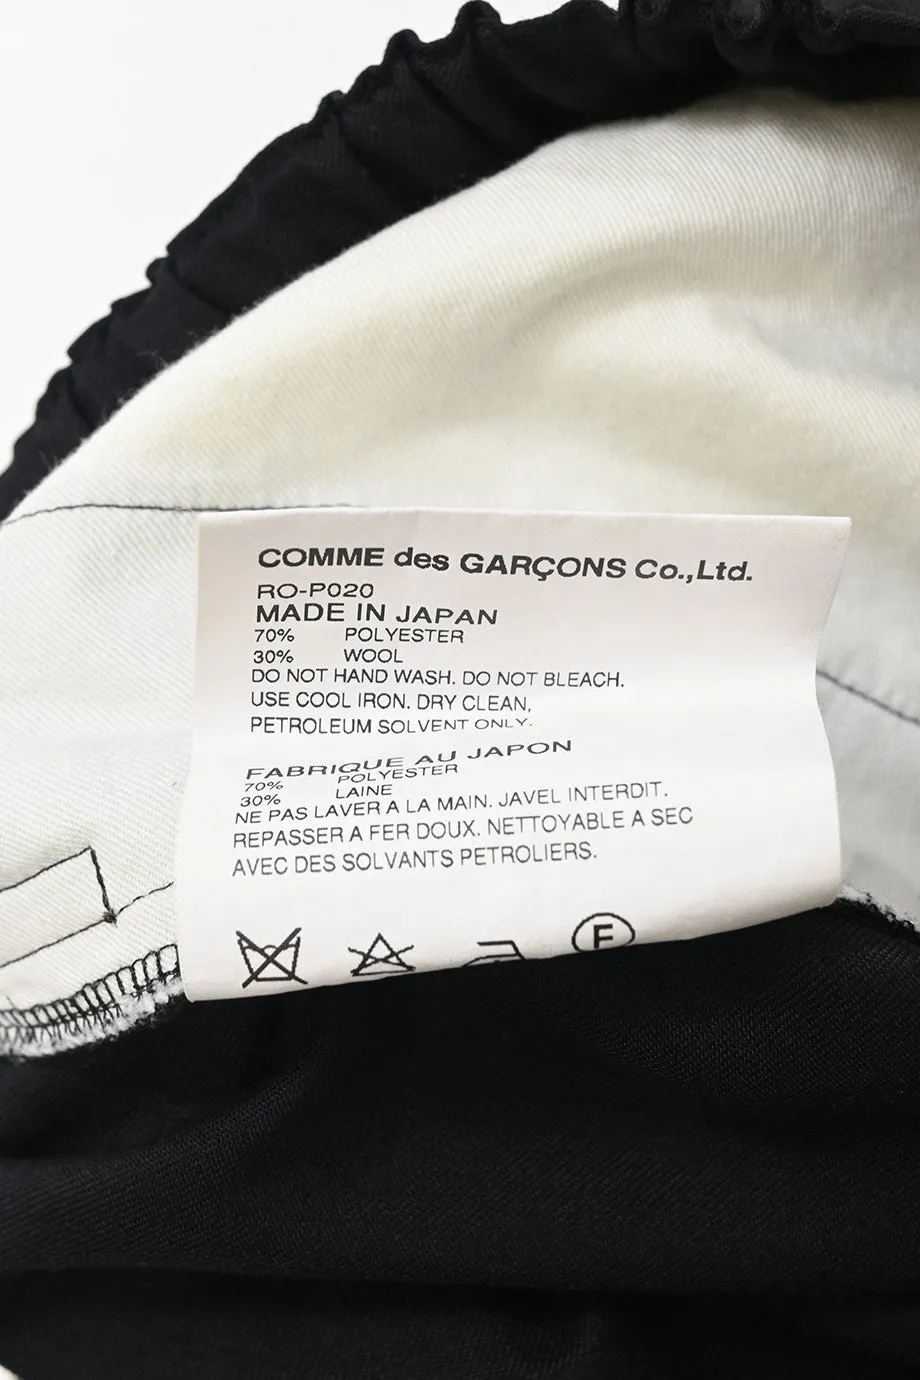 COMME des GARÇONS Co.,Ltd.
RO-P020
MADE IN JAPAN
70% POLYESTER
30% WOOL
DO NOT HAND WASH. DO NOT BLEACH.
USE COOL IRON. DRY CLEAN,
PETROLEUM SOLVENT ONLY.
FABRIQUE AU JAPON
70% POLYESTER
30% LAINE
NE PAS LAVER A LA MAIN. JAVEL INTERDIT.
REPASSER A FER DOUX. NETTOYABLE A SEC
AVEC DES SOLVANTS PETROLIERS.
F